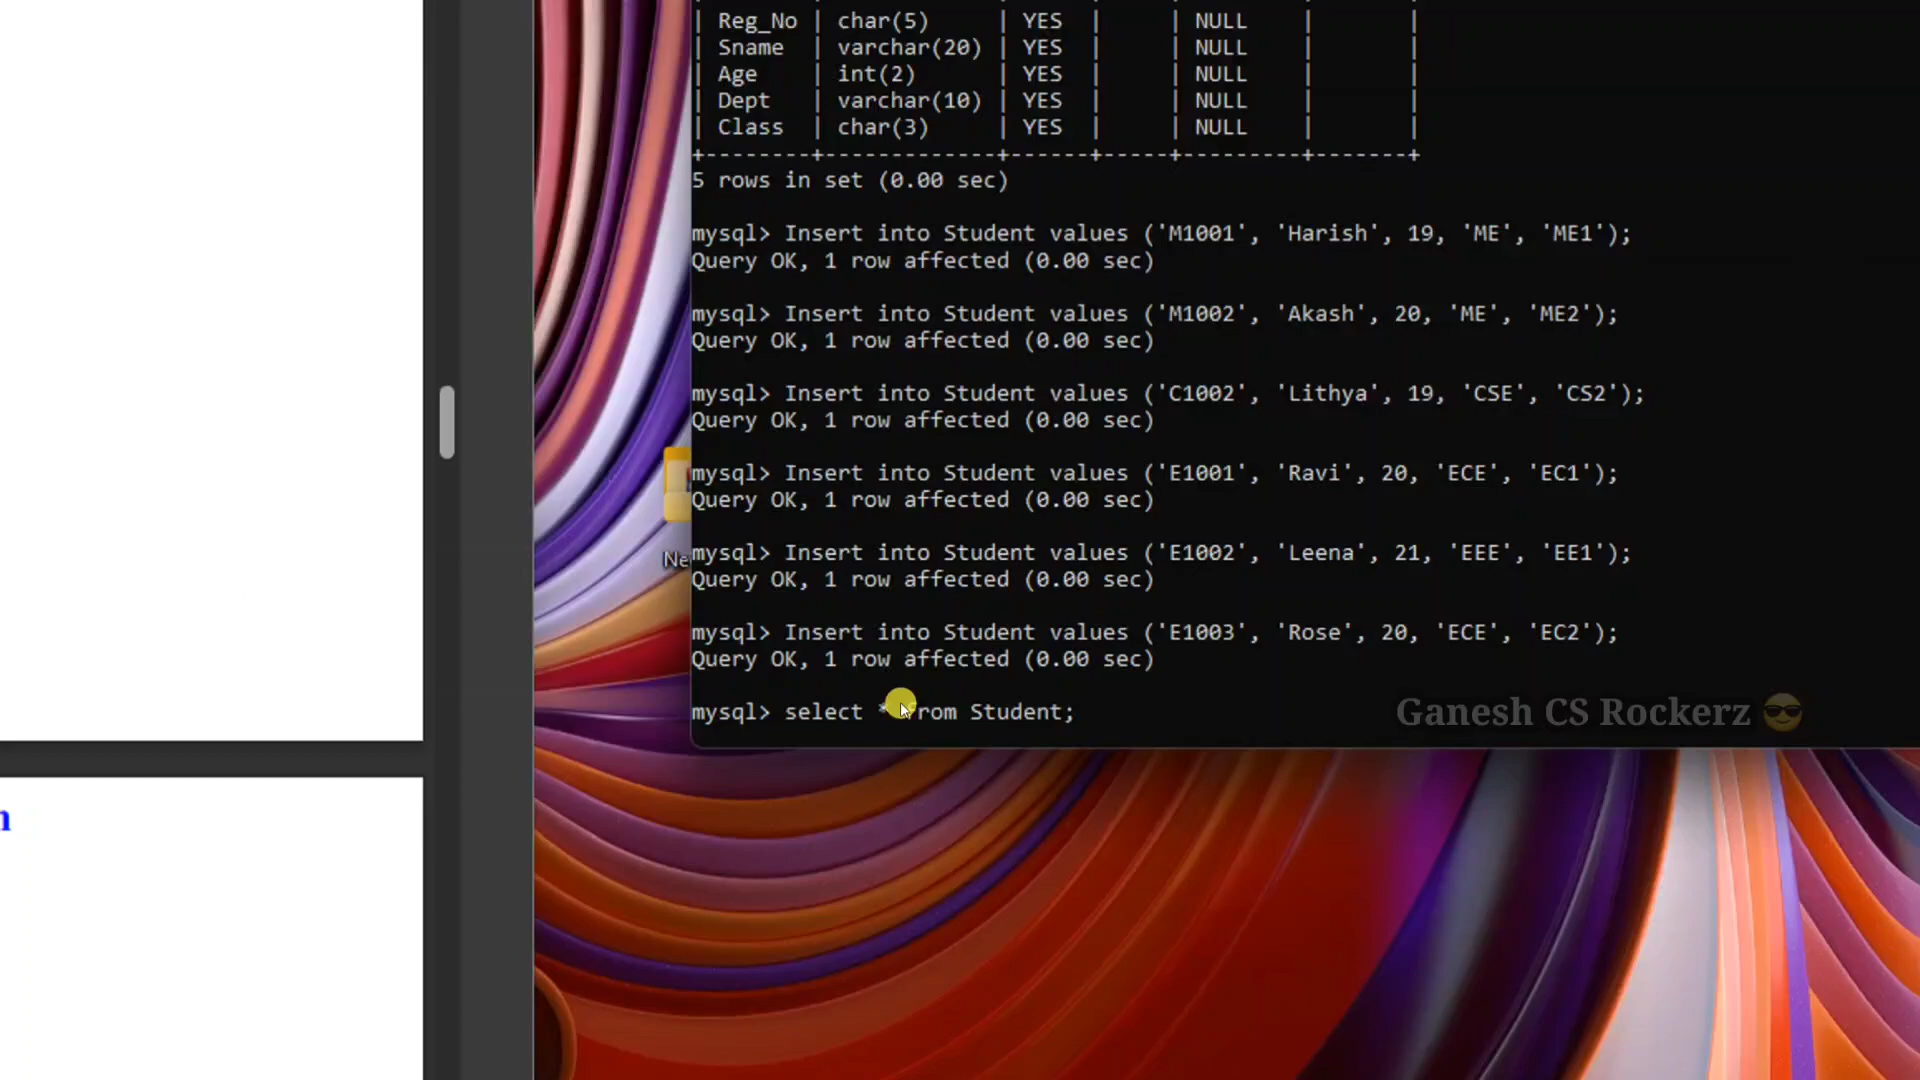 | Reg_No | char(5) | YES | | NULL | |
| Sname | varchar(20) | YES | | NULL | |
| Age | int(2) | YES | | NULL | |
| Dept | varchar(10) | YES | | NULL | |
| Class | char(3) | YES | | NULL | |
+--------+-------------+------+-----+---------+-------+
5 rows in set (0.00 sec)
mysql> Insert into Student values ('M1001', 'Harish', 19, 'ME', 'ME1');
Query OK, 1 row affected (0.00 sec)
mysql> Insert into Student values ('M1002', 'Akash', 20, 'ME', 'ME2');
Query OK, 1 row affected (0.00 sec)
mysql> Insert into Student values ('C1002', 'Lithya', 19, 'CSE', 'CS2');
Query OK, 1 row affected (0.00 sec)
mysql> Insert into Student values ('E1001', 'Ravi', 20, 'ECE', 'EC1');
Query OK, 1 row affected (0.00 sec)
mysql> Insert into Student values ('E1002', 'Leena', 21, 'EEE', 'EE1');
Query OK, 1 row affected (0.00 sec)
mysql> Insert into Student values ('E1003', 'Rose', 20, 'ECE', 'EC2');
Query OK, 1 row affected (0.00 sec)
mysql> select * from Student;
Ganesh CS Rockerz 😎